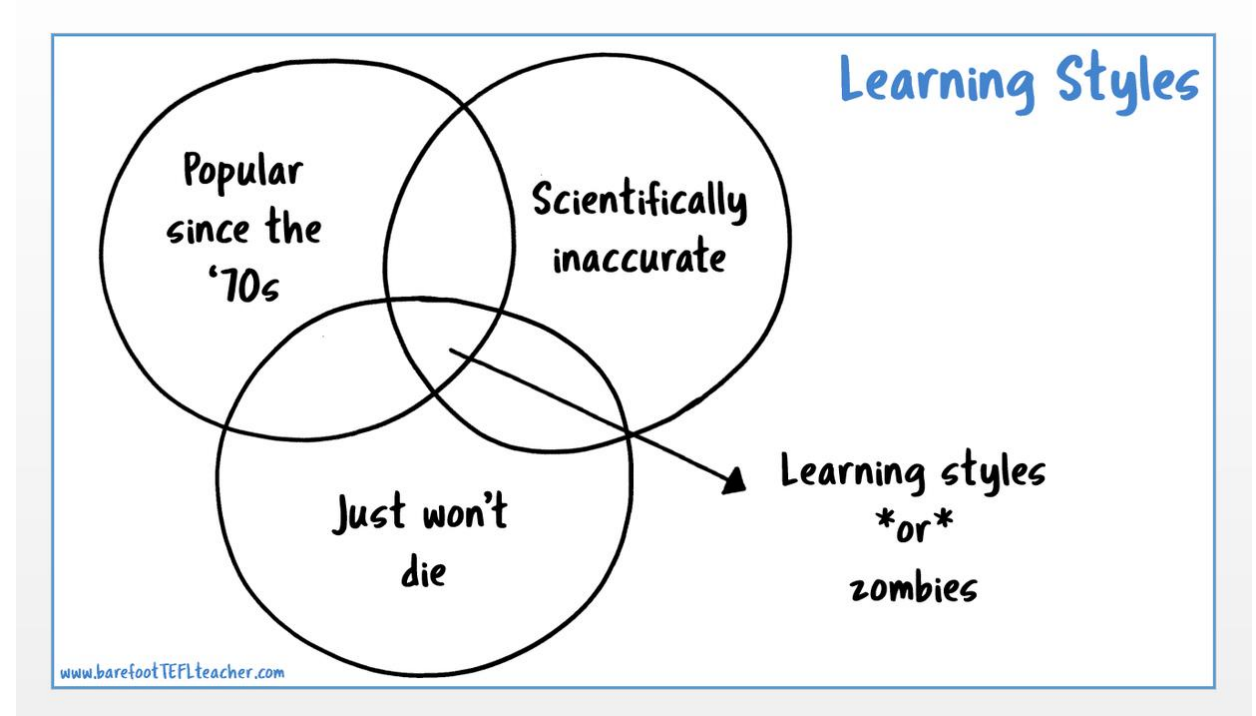 Learning Styles
Popular
since the
‘70s
Scientifically
inaccurate
Just won't
die
Learning styles
*or*
zombies
www.barefootTEFLteacher.com